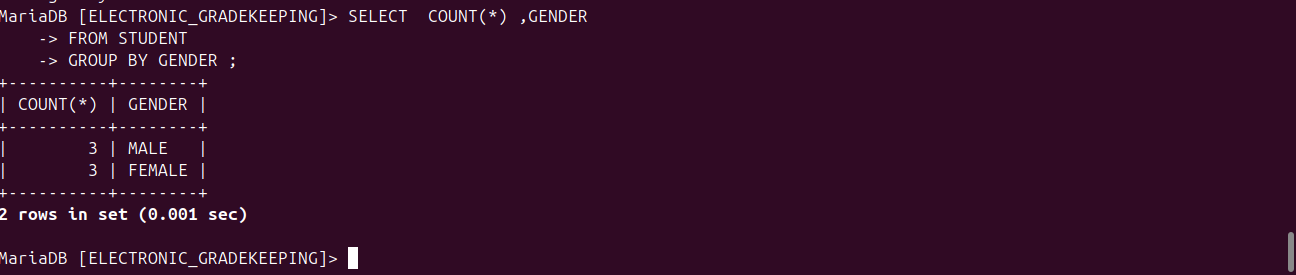 MariaDB [ELECTRONIC_GRADEKEEPING]> SELECT  COUNT(*) ,GENDER
    -> FROM STUDENT
    -> GROUP BY GENDER ;
+----------+--------+
| COUNT(*) | GENDER |
+----------+--------+
|        3 | MALE   |
|        3 | FEMALE |
+----------+--------+
2 rows in set (0.001 sec)
MariaDB [ELECTRONIC_GRADEKEEPING]>